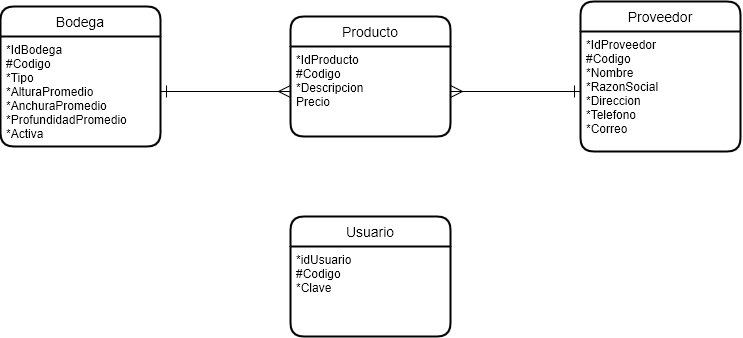 Bodega
*IdBodega
#Codigo
*Tipo
*AlturaPromedio
*AnchuraPromedio
*ProfundidadPromedio
*Activa
Producto
*IdProducto
#Codigo
*Descripcion
Precio
Proveedor
*IdProveedor
#Codigo
*Nombre
*RazonSocial
*Direccion
*Telefono
*Correo
Usuario
*idUsuario
#Codigo
*Clave